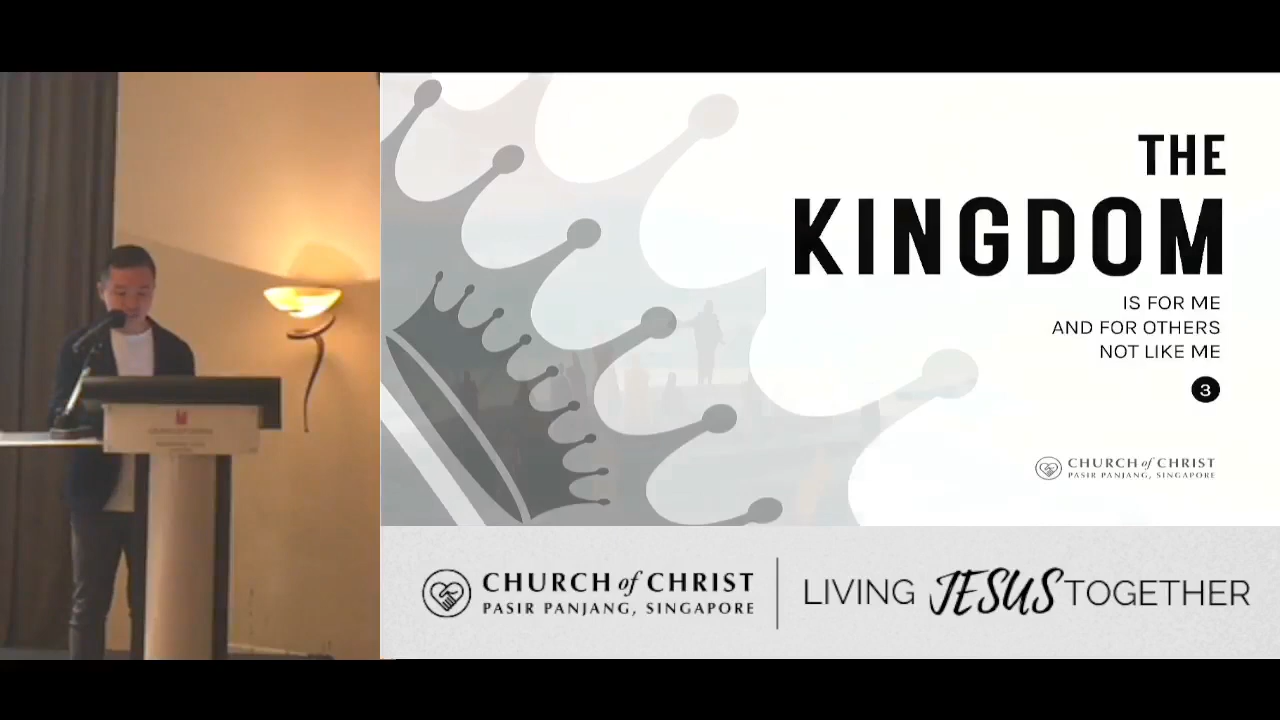 THE
KINGDOM
IS FOR ME
AND FOR OTHERS
NOT LIKE ME
3
CHURCH of CHRIST
PASIR PANJANG, SINGAPORE
CHURCH of CHRIST
PASIR PANJANG, SINGAPORE
LIVING JESUS TOGETHER